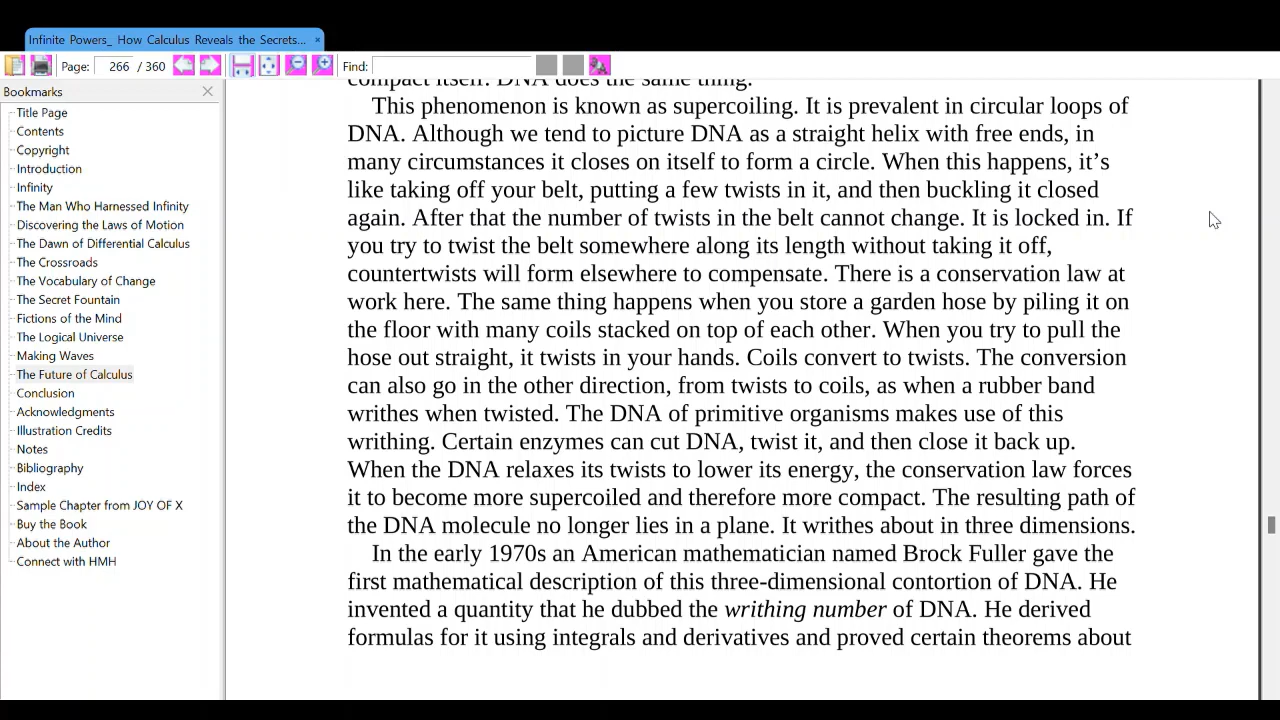 Infinite Powers_ How Calculus Reveals the Secrets... ×
Page: 266 / 360 Find:
Bookmarks
Title Page
Contents
Copyright
Introduction
Infinity
The Man Who Harnessed Infinity
Discovering the Laws of Motion
The Dawn of Differential Calculus
The Crossroads
The Vocabulary of Change
The Secret Fountain
Fictions of the Mind
The Logical Universe
Making Waves
The Future of Calculus
Conclusion
Acknowledgments
Illustration Credits
Notes
Bibliography
Index
Sample Chapter from JOY OF X
Buy the Book
About the Author
Connect with HMH
compact itself. DNA does the same thing.
This phenomenon is known as supercoiling. It is prevalent in circular loops of
DNA. Although we tend to picture DNA as a straight helix with free ends, in
many circumstances it closes on itself to form a circle. When this happens, it’s
like taking off your belt, putting a few twists in it, and then buckling it closed
again. After that the number of twists in the belt cannot change. It is locked in. If
you try to twist the belt somewhere along its length without taking it off,
countertwists will form elsewhere to compensate. There is a conservation law at
work here. The same thing happens when you store a garden hose by piling it on
the floor with many coils stacked on top of each other. When you try to pull the
hose out straight, it twists in your hands. Coils convert to twists. The conversion
can also go in the other direction, from twists to coils, as when a rubber band
writhes when twisted. The DNA of primitive organisms makes use of this
writhing. Certain enzymes can cut DNA, twist it, and then close it back up.
When the DNA relaxes its twists to lower its energy, the conservation law forces
it to become more supercoiled and therefore more compact. The resulting path of
the DNA molecule no longer lies in a plane. It writhes about in three dimensions.
In the early 1970s an American mathematician named Brock Fuller gave the
first mathematical description of this three-dimensional contortion of DNA. He
invented a quantity that he dubbed the writhing number of DNA. He derived
formulas for it using integrals and derivatives and proved certain theorems about